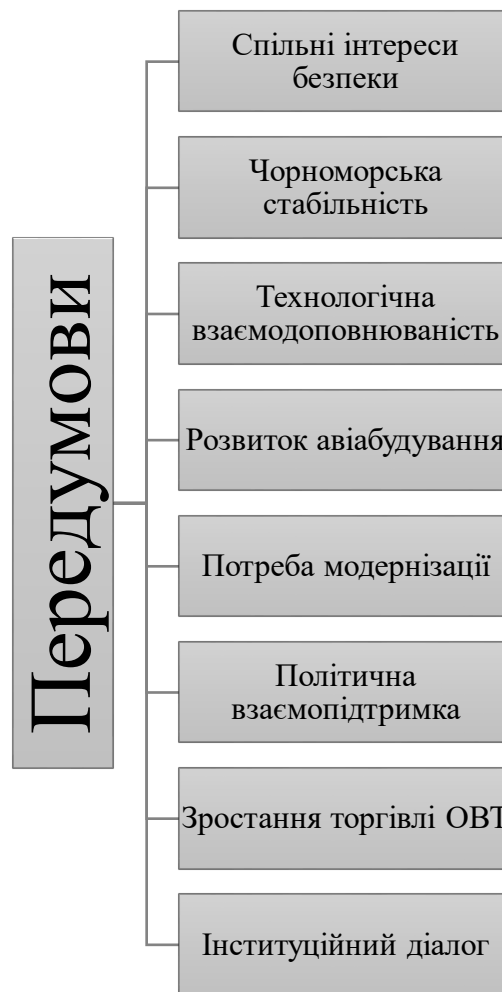 Передумови
Спільні інтереси
безпеки
Чорноморська
стабільність
Технологічна
взаємодоповнюваність
Розвиток авіабудування
Потреба модернізації
Політична
взаємопідтримка
Зростання торгівлі ОВТ
Інституційний діалог